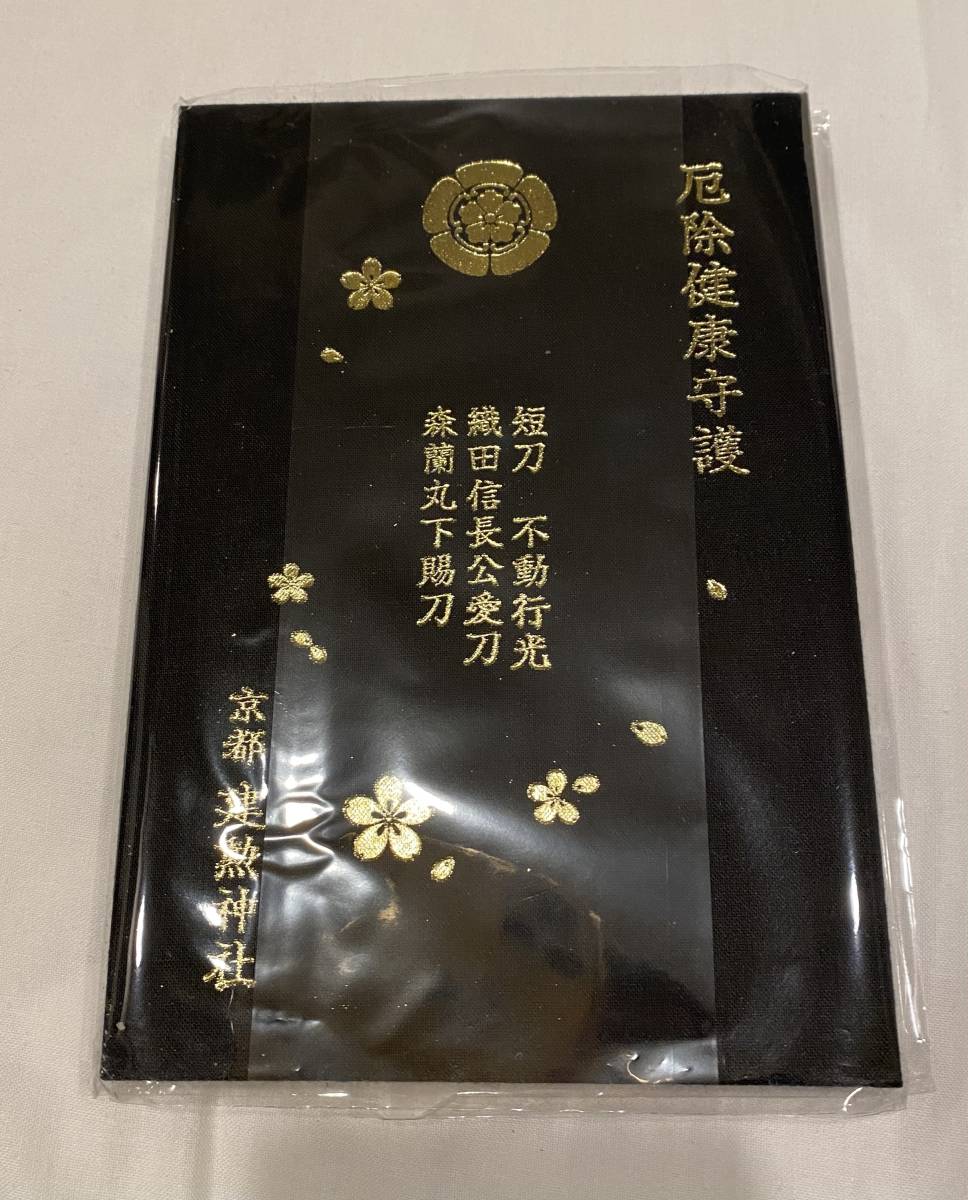 厄除健康守護
短刀 不動行光
織田信長公愛刀
森蘭丸下賜刀
京都 建勲神社